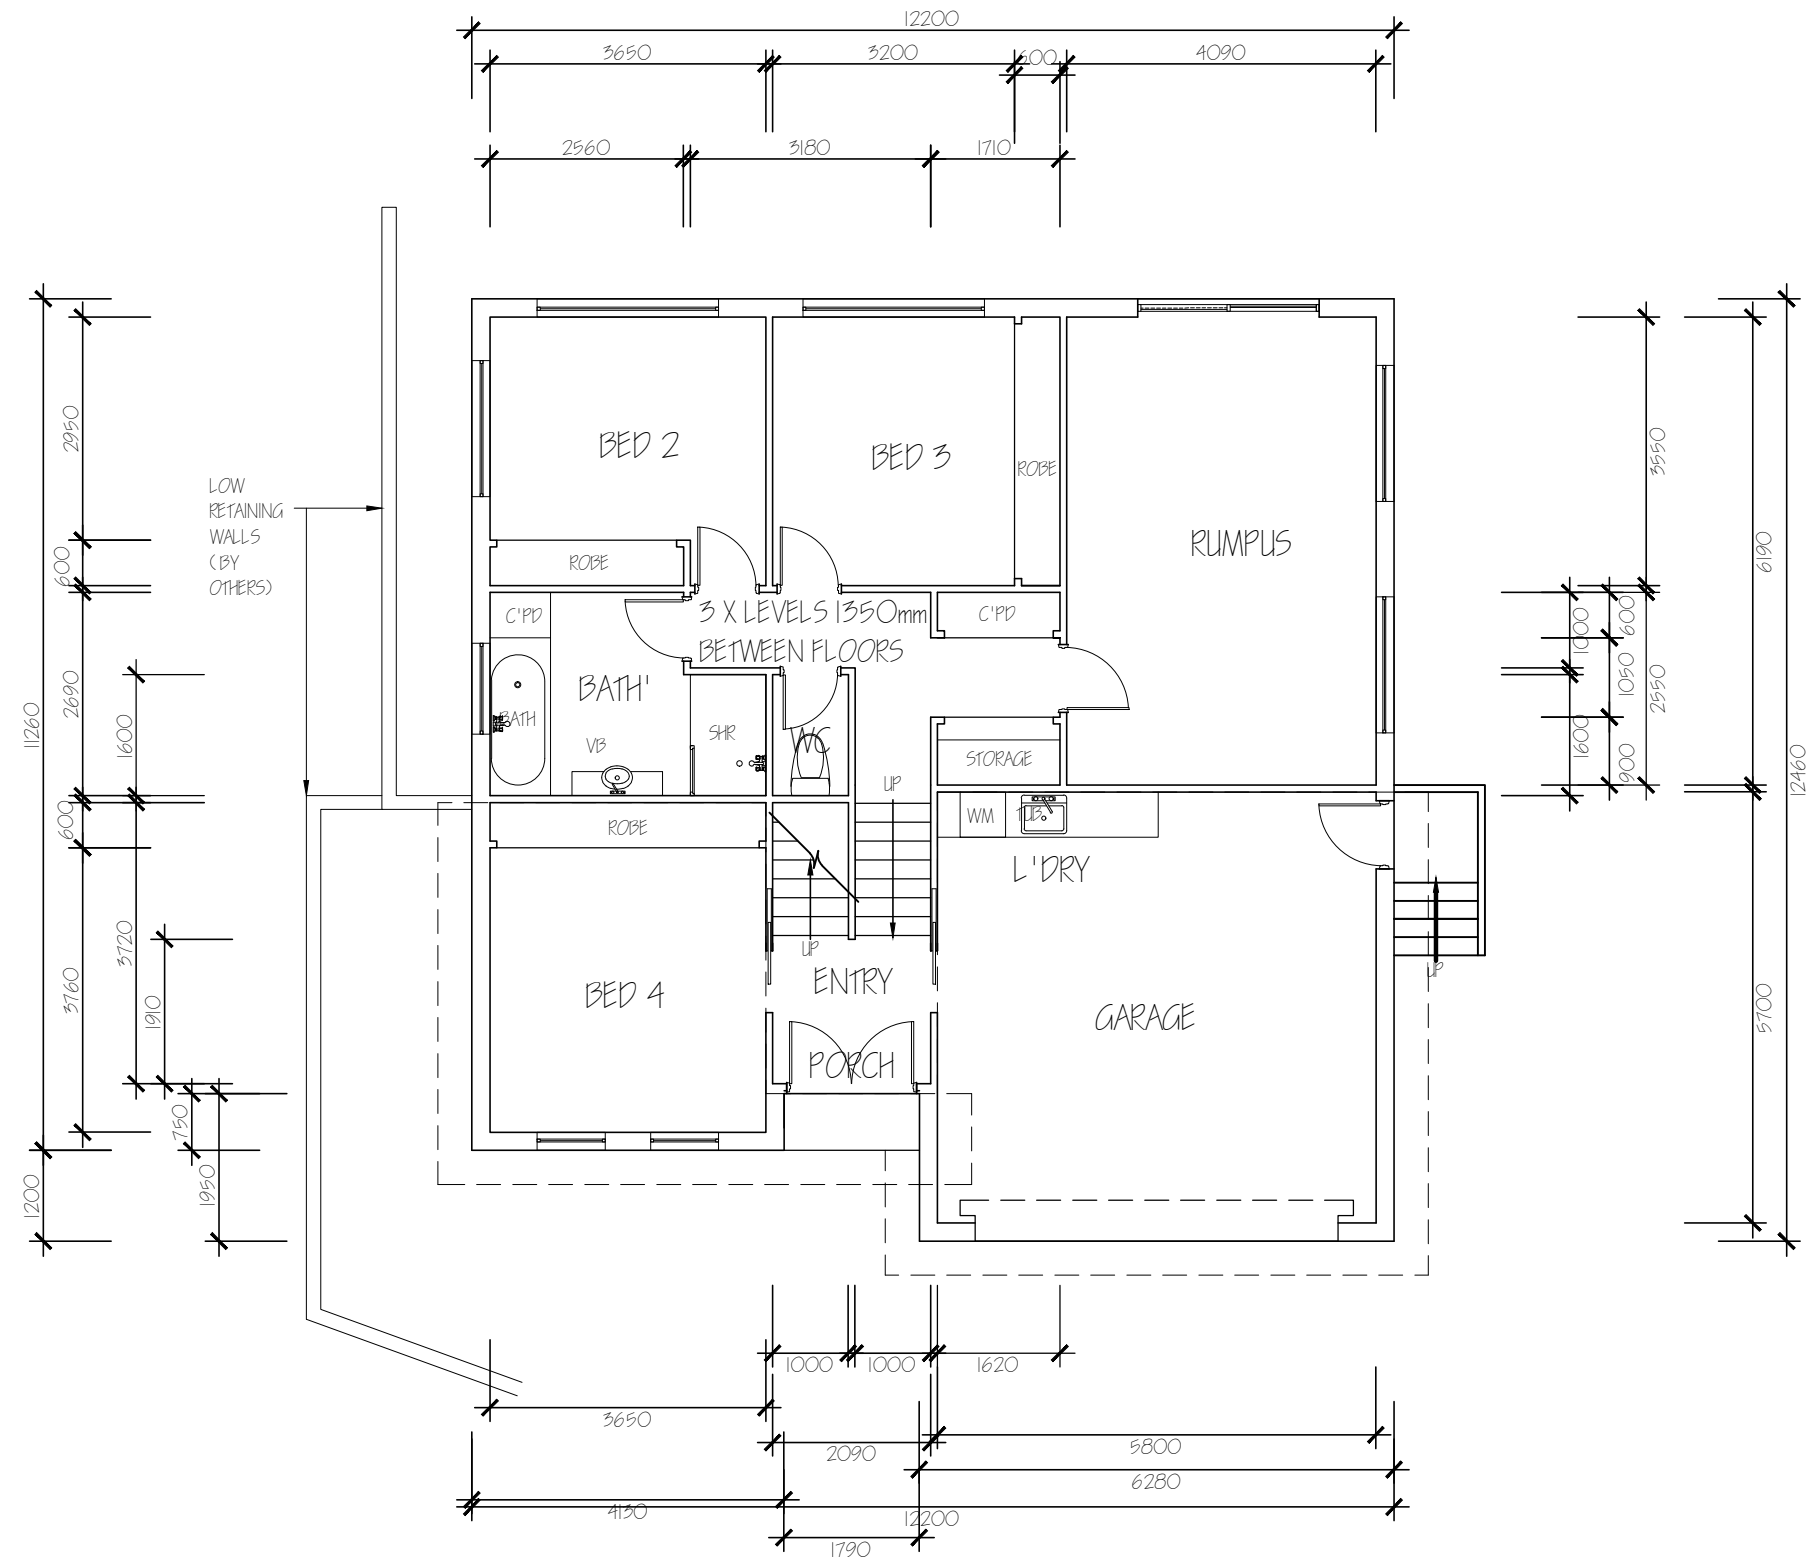 12200
3650
3200
600
4090
2560
3180
1710
11260
2950
600
2690
600
3760
1200
1600
3720
1910
750
1950
LOW
RETAINING
WALLS
(BY
OTHERS)
BED 2
BED 3
ROBE
RUMPUS
ROBE
C'PD
3 X LEVELS 1350mm
BETWEEN FLOORS
C'PD
BATH'
BATH
VB
SHR
WC
STORAGE
UP
ROBE
WM
TUB
L'DRY
UP
ENTRY
BED 4
PORCH
GARAGE
UP
3550
6190
1000
600
1050
2550
1600
900
12460
5700
1000
1000
1620
3650
2090
5800
6280
4130
12200
1790